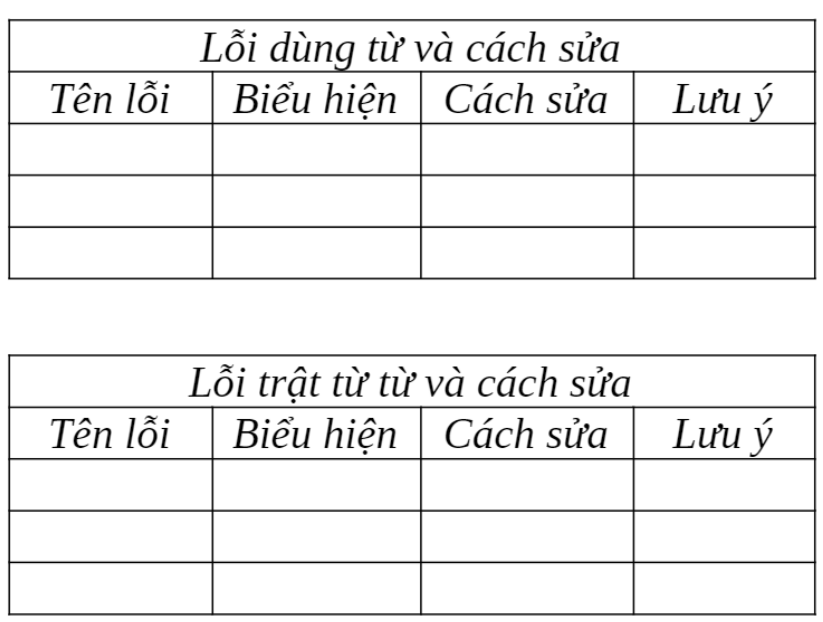 Lỗi dùng từ và cách sửa
Tên lỗi Biểu hiện Cách sửa Lưu ý
Lỗi trật từ từ và cách sửa
Tên lỗi Biểu hiện Cách sửa Lưu ý